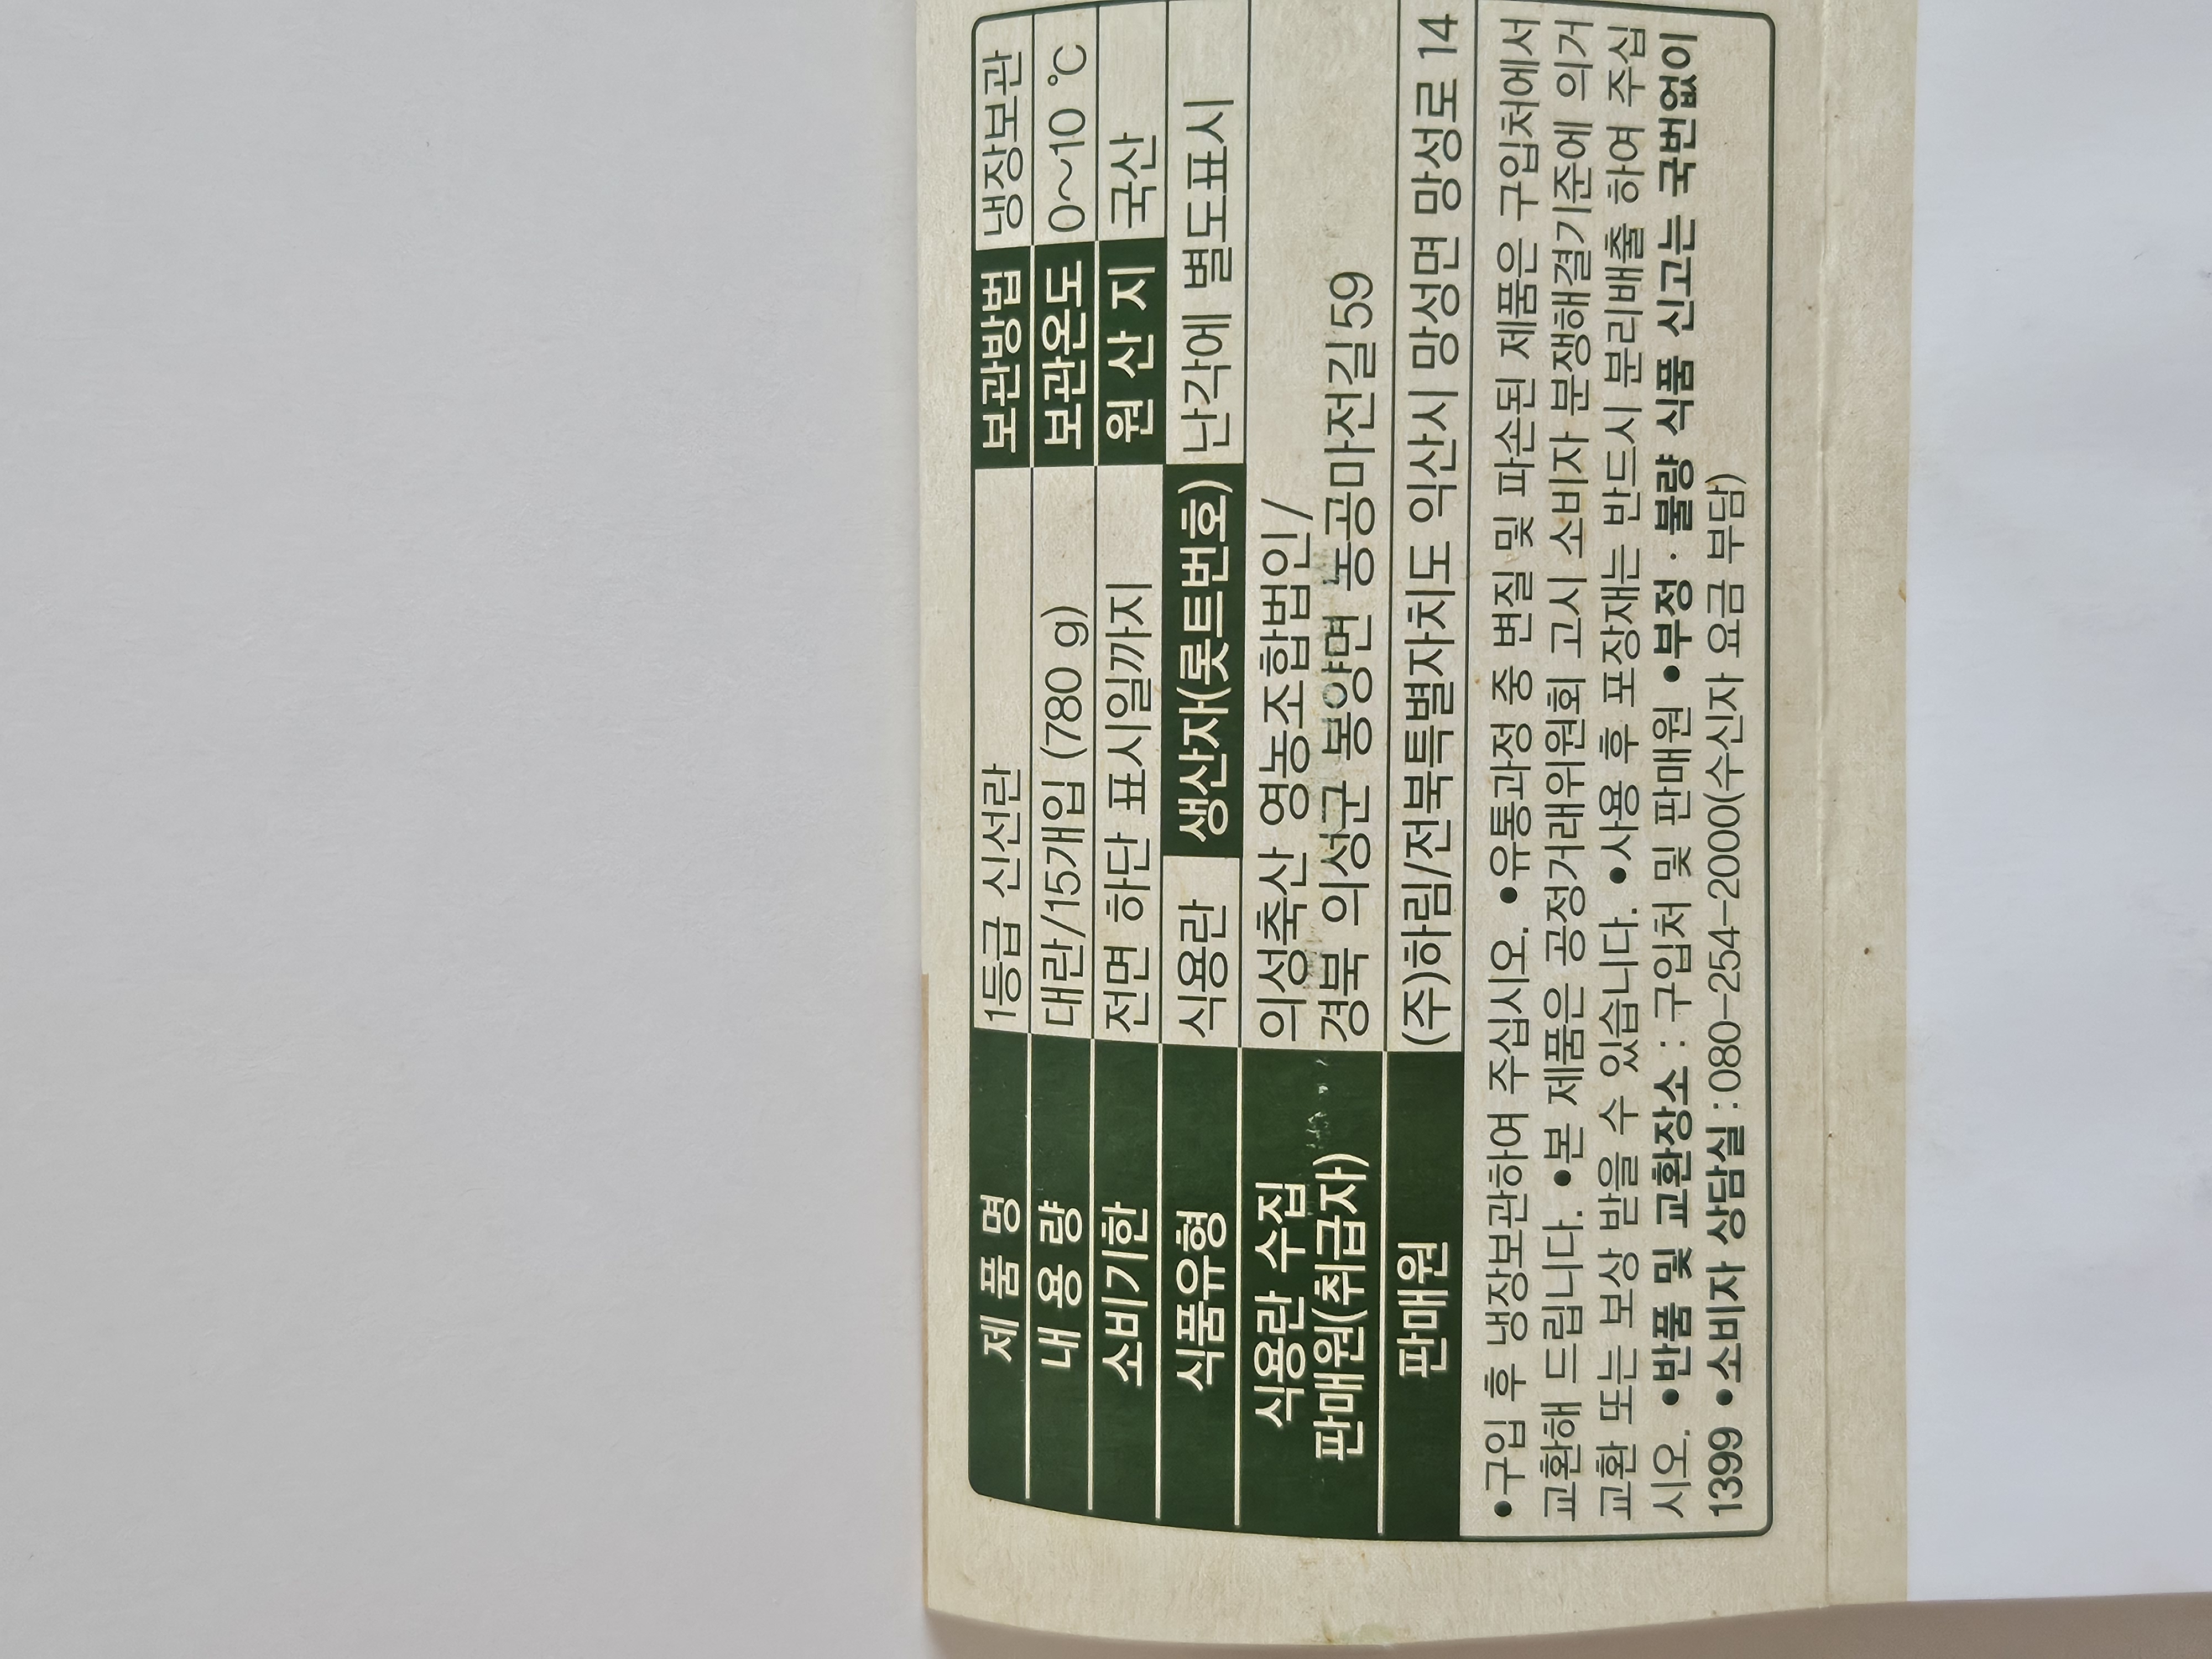 제 품 명 1등급 신선란 보관방법 냉장보관
내 용 량 대란/15개입 (780 g) 보관온도 0~10 ℃
소비기한 전면 하단 표시일까지 원 산 지 국산
식품유형 식용란 생산자(롯트번호) 난각에 별도표시
식용란 수집 의성축산 영농조합법인/
판매원(취급자) 경북 의성군 봉양면 농공마전길 59
판매원 (주)하림/전북특별자치도 익산시 망성면 망성로 14
•구입 후 냉장보관하여 주십시오. •유통과정 중 변질 및 파손된 제품은 구입처에서
교환해 드립니다. •본 제품은 공정거래위원회 고시 소비자 분쟁해결기준에 의거
교환 또는 보상 받을 수 있습니다. •사용 후 포장재는 반드시 분리배출 하여 주십
시오. •반품 및 교환장소 : 구입처 및 판매원 •부정 · 불량 식품 신고는 국번없이
1399 •소비자 상담실 : 080-254-2000(수신자 요금 부담)